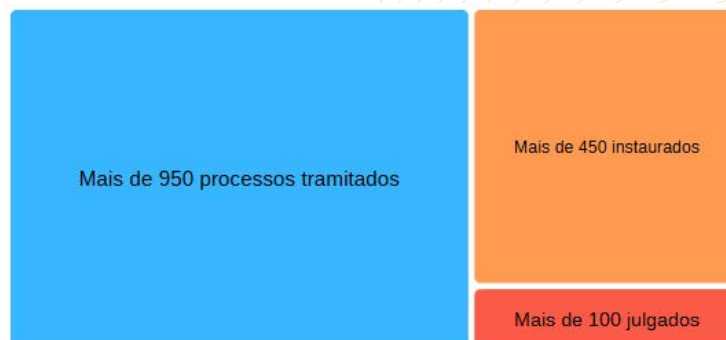 Mais de 950 processos tramitados
Mais de 450 instaurados
Mais de 100 julgados